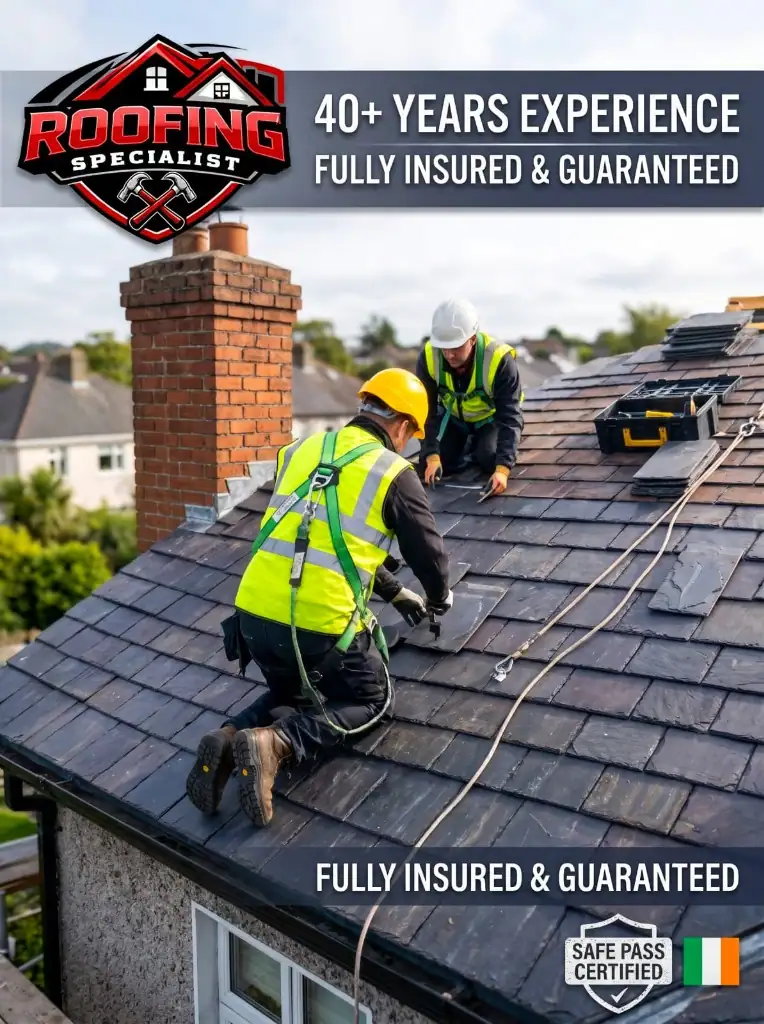 ROOFING
SPECIALIST
40+ YEARS EXPERIENCE
FULLY INSURED & GUARANTEED
FULLY INSURED & GUARANTEED
SAFE PASS
CERTIFIED